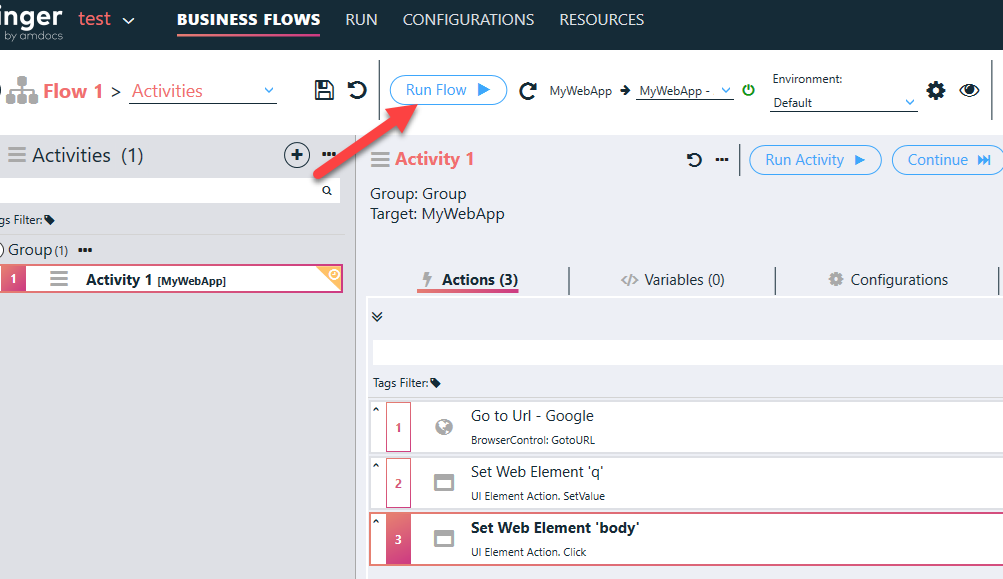 inger test BUSINESS FLOWS RUN CONFIGURATIONS RESOURCES
by amdocs
Flow 1 > Activities Run Flow MyWebApp MyWebApp - Environment:
Default
Activities (1)
Activity 1 Run Activity Continue
Group: Group
Target: MyWebApp
gs Filter:
Group (1)
1 Activity 1 [MyWebApp]
Actions (3) Variables (0) Configurations
Tags Filter:
1 Go to Url - Google
BrowserControl: GotoURL
2 Set Web Element 'q'
UI Element Action. SetValue
3 Set Web Element 'body'
UI Element Action. Click